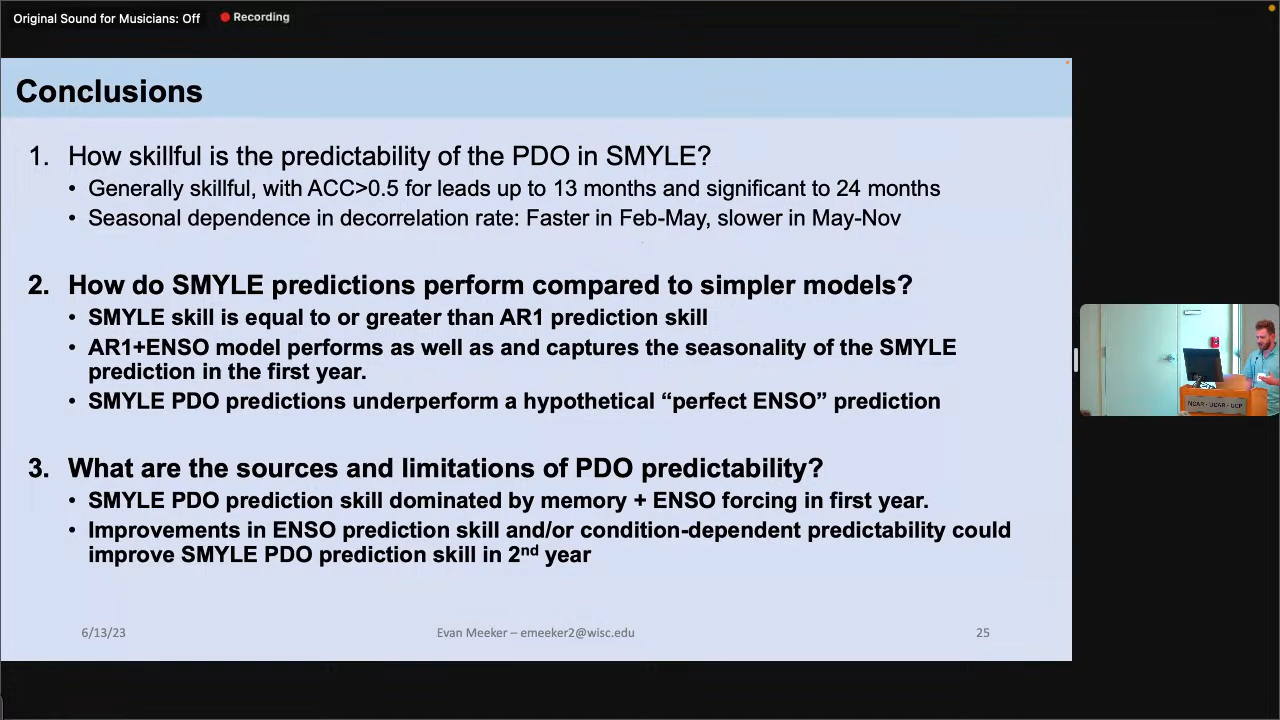 Original Sound for Musicians: Off
Recording
Conclusions
1. How skillful is the predictability of the PDO in SMYLE?
• Generally skillful, with ACC>0.5 for leads up to 13 months and significant to 24 months
• Seasonal dependence in decorrelation rate: Faster in Feb-May, slower in May-Nov
2. How do SMYLE predictions perform compared to simpler models?
• SMYLE skill is equal to or greater than AR1 prediction skill
• AR1+ENSO model performs as well as and captures the seasonality of the SMYLE
prediction in the first year.
• SMYLE PDO predictions underperform a hypothetical “perfect ENSO” prediction
3. What are the sources and limitations of PDO predictability?
• SMYLE PDO prediction skill dominated by memory + ENSO forcing in first year.
• Improvements in ENSO prediction skill and/or condition-dependent predictability could
improve SMYLE PDO prediction skill in 2nd year
6/13/23
Evan Meeker – emeeker2@wisc.edu
25
NCAR - UCAR - UCP